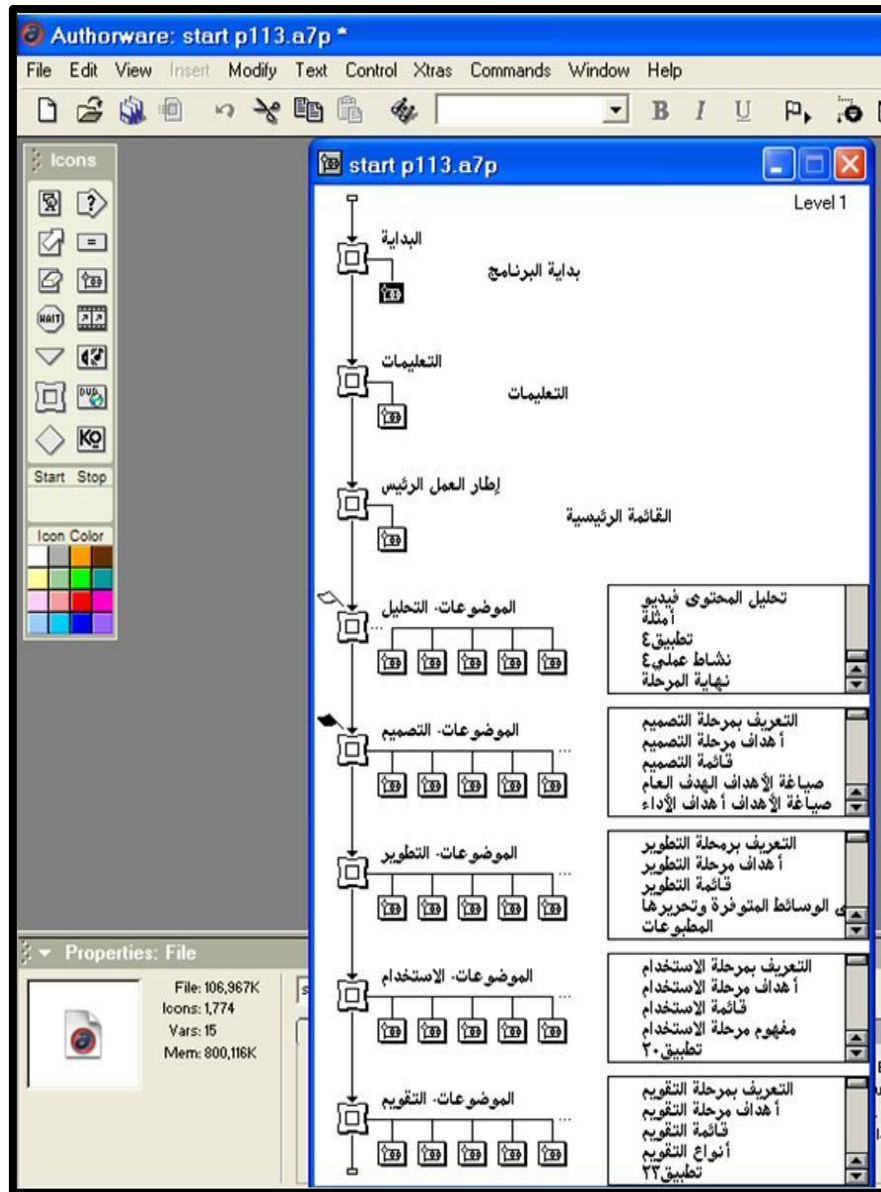 Authorware: start p113.a7p *
File Edit View Insert Modify Text Control Xtras Commands Window Help
B I U
Icons
WAIT
DVD
KO
Start Stop
Icon Color
start p113.a7p
Level 1
البداية
بداية البرنامج
التعليمات
التعليمات
إطار العمل الرئيس
القائمة الرئيسية
الموضوعات- التحليل
تحليل المحتوى فيديو
أمثلة
تطبيق٤
نشاط عملي٤
نهاية المرحلة
الموضوعات- التصميم
التعريف بمرحلة التصميم
أهداف مرحلة التصميم
قائمة التصميم
صياغة الأهداف الهدف العام
صياغة الأهداف أهداف الأداء
الموضوعات- التطوير
التعريف برمحلة التطوير
أهداف مرحلة التطوير
قائمة التطوير
ى الوسائط المتوفرة وتحريرها
المطبوعات
الموضوعات- الاستخدام
التعريف بمرحلة الاستخدام
أهداف مرحلة الاستخدام
قائمة الاستخدام
مفهوم مرحلة الاستخدام
تطبيق٢٠
الموضوعات- التقويم
التعريف بمرحلة التقويم
أهداف مرحلة التقويم
قائمة التقويم
أنواع التقويم
تطبيق٢٣
Properties: File
File: 106,967K
Icons: 1,774
Vars: 15
Mem: 800,116K